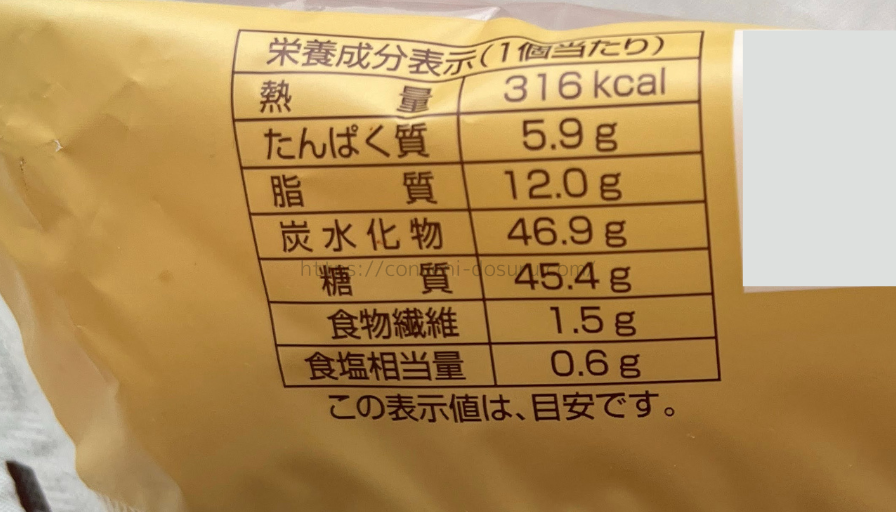 栄養成分表示(1個当たり)
熱量 316kcal
たんぱく質 5.9g
脂質 12.0g
炭水化物 46.9g
糖質 45.4g
食物繊維 1.5g
食塩相当量 0.6g
この表示値は、目安です。